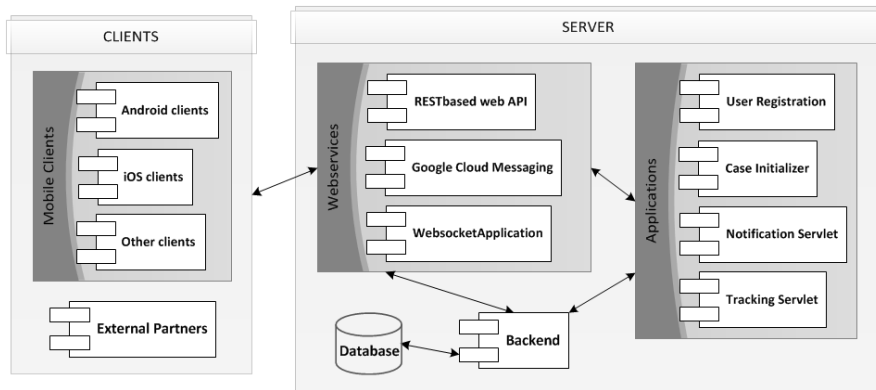 CLIENTS
Mobile Clients
Android clients
iOS clients
Other clients
External Partners
SERVER
Webservices
RESTbased web API
Google Cloud Messaging
WebsocketApplication
Applications
User Registration
Case Initializer
Notification Servlet
Tracking Servlet
Database
Backend